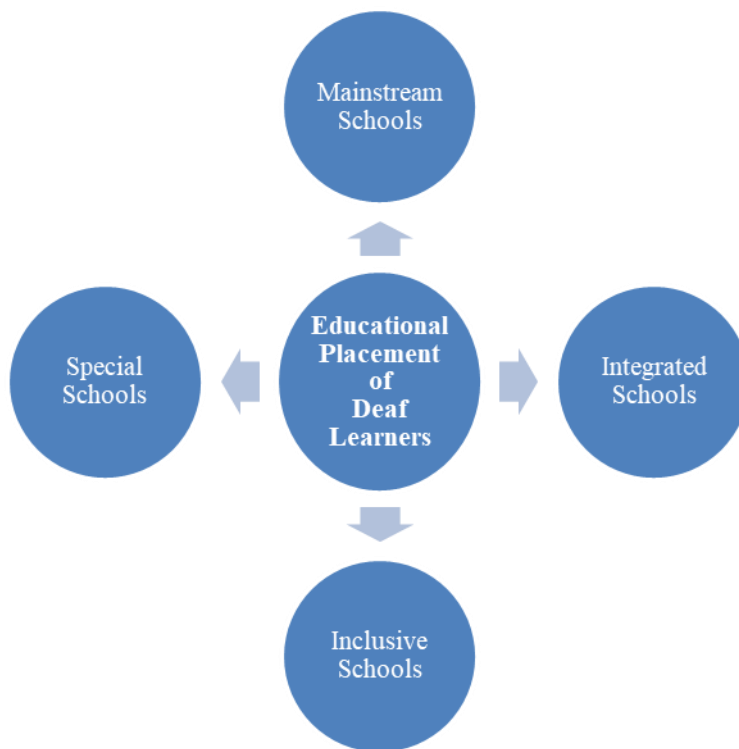 Mainstream
Schools
Educational
Placement
of
Deaf
Learners
Special
Schools
Integrated
Schools
Inclusive
Schools